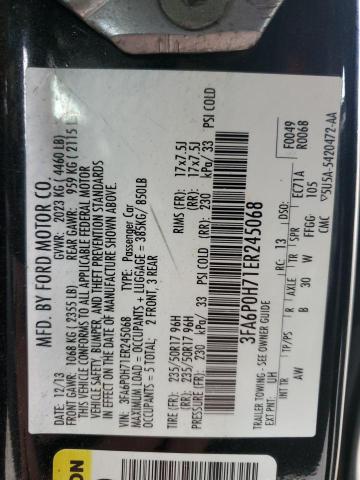 MFD. BY FORD MOTOR CO.
12/13 GVWR: 2023 KG ( 4460 LB)
FRONT GAWR: 1068 KG ( 2355 LB) REAR GAWR: 959 KG ( 2115 LB)
THIS VEHICLE CONFORMS TO ALL APPLICABLE FEDERAL MOTOR
VEHICLE SAFETY, BUMPER, AND THEFT PREVENTION STANDARDS
IN EFFECT ON THE DATE OF MANUFACTURE SHOWN ABOVE.
VIN: 3FA6P0H71ER245068 TYPE: Passenger Car
MAXIMUM LOAD = OCCUPANTS + LUGGAGE = 385KG/ 850LB
OCCUPANTS = 5 TOTAL: 2 FRONT, 3 REAR
TIRE (FR): 235/50R17 96H RIMS (FR): 17x7.5J
TIRE (RR): 235/50R17 96H RIMS (RR): 17x7.5J
PRESSURE (FR): 230 kPa/ 33 PSI COLD (RR): 230 kPa/ 33 PSI COLD
3FA6P0H71ER245068
TRAILER TOWING - SEE OWNER GUIDE
F0049
R0068
EXT PNT: UH RC: 13 DSO:
INT TR TP/PS R AXLE TR SPR EC71A
B 30 W FFGG 105
CMC 5U5A-5420472-AA